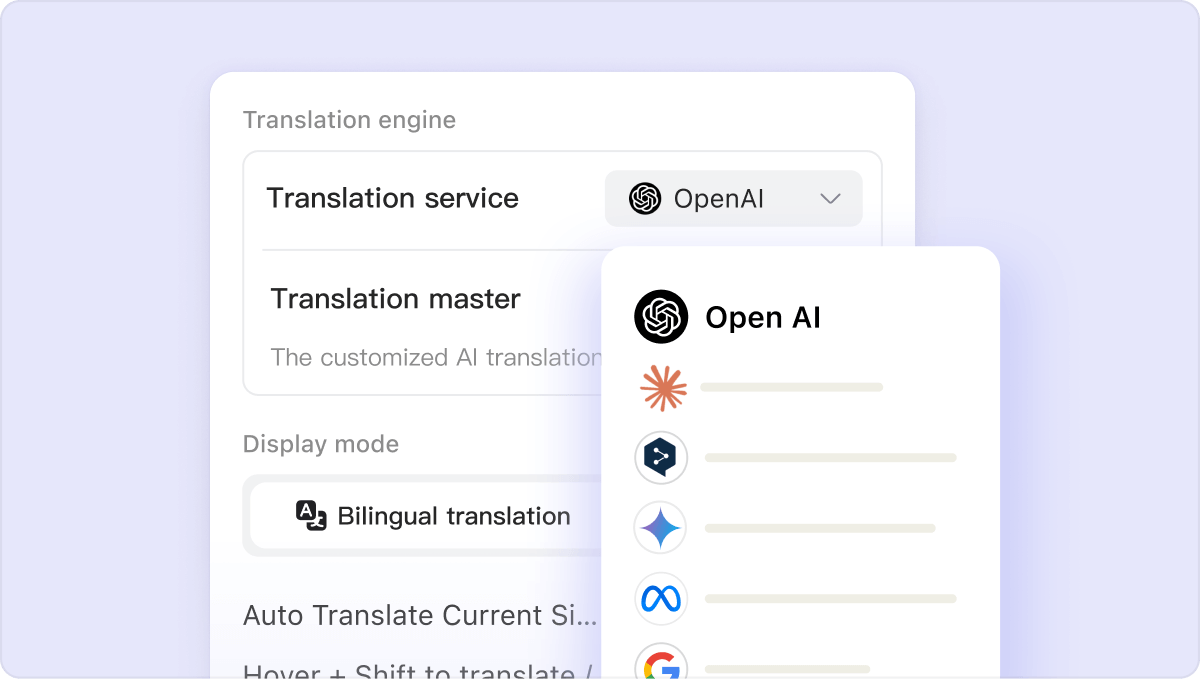 Translation engine
Translation service
OpenAI
Translation master
Open AI
The customized AI translation
Display mode
Bilingual translation
Auto Translate Current Si...
Hover + Shift to translate /